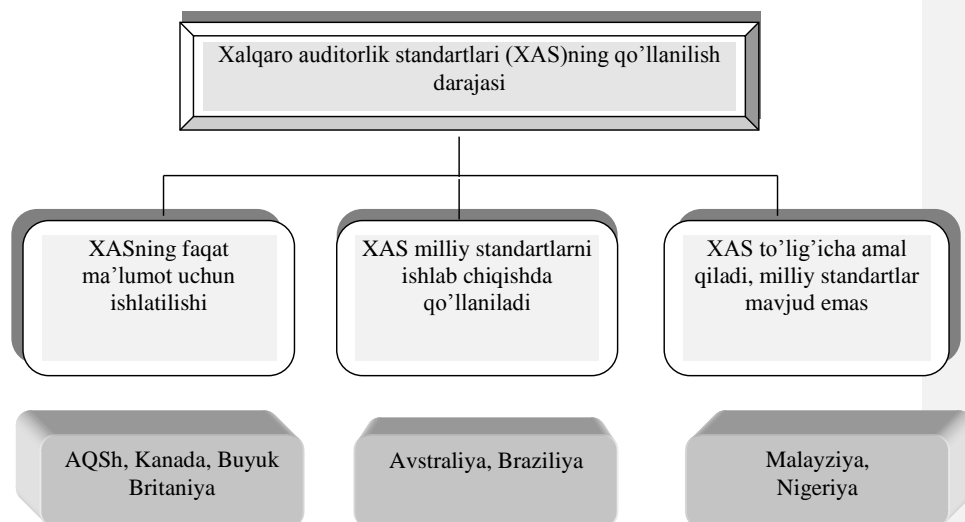 Xalqaro auditorlik standartlari (XAS)ning qo’llanilish
darajasi
XASning faqat
ma’lumot uchun
ishlatilishi
XAS milliy standartlarni
ishlab chiqishda
qo’llaniladi
XAS to’lig’icha amal
qiladi, milliy standartlar
mavjud emas
AQSh, Kanada, Buyuk
Britaniya
Avstraliya, Braziliya
Malayziya,
Nigeriya